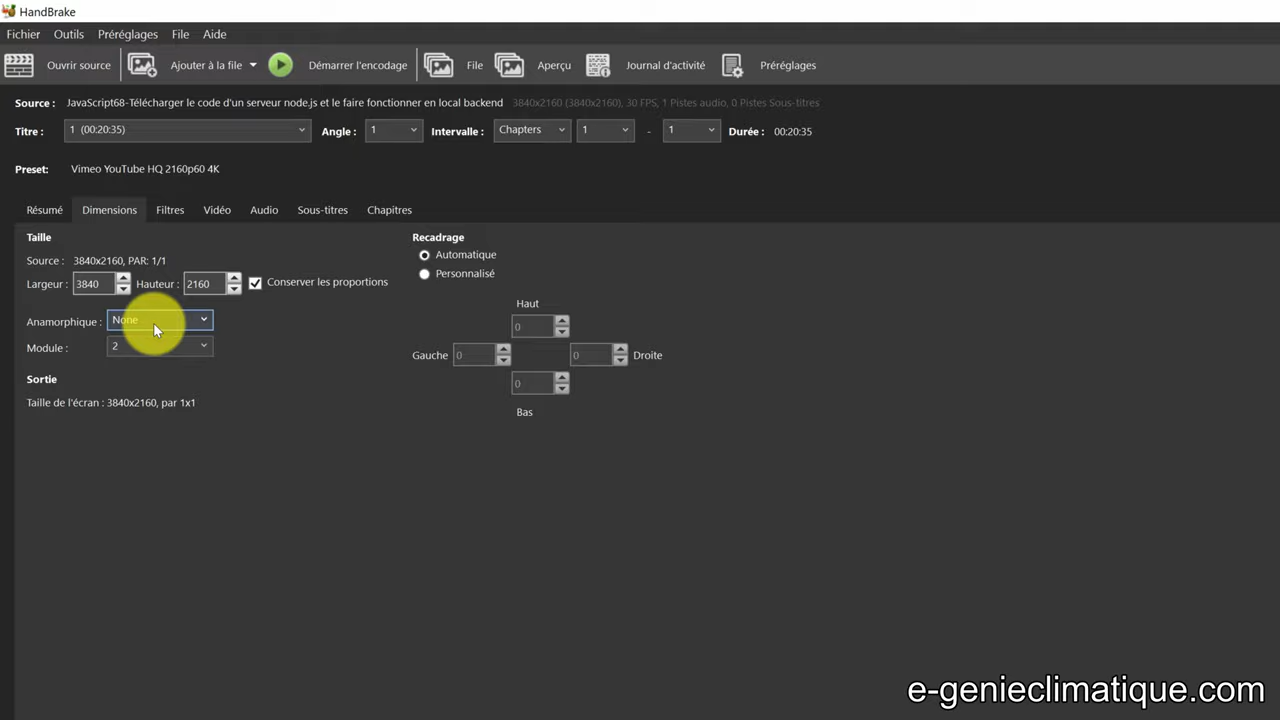 HandBrake
Fichier Outils Préréglages File Aide
Ouvrir source Ajouter à la file Démarrer l'encodage File Aperçu Journal d'activité Préréglages
Source : JavaScript68-Télécharger le code d'un serveur node.js et le faire fonctionner en local backend 3840x2160 (3840x2160), 30 FPS, 1 Pistes audio, 0 Pistes Sous-titres
Titre : 1 (00:20:35) Angle : 1 Intervalle : Chapters 1 - 1 Durée : 00:20:35
Preset: Vimeo YouTube HQ 2160p60 4K
Résumé Dimensions Filtres Vidéo Audio Sous-titres Chapitres
Taille Recadrage
Source : 3840x2160, PAR: 1/1 Automatique
Largeur : 3840 Hauteur : 2160 Conserver les proportions Personnalisé
Haut
Anamorphique : None 0
Module : 2 Gauche 0 0 Droite
Sortie 0
Taille de l'écran : 3840x2160, par 1x1 Bas
e-genieclimatique.com